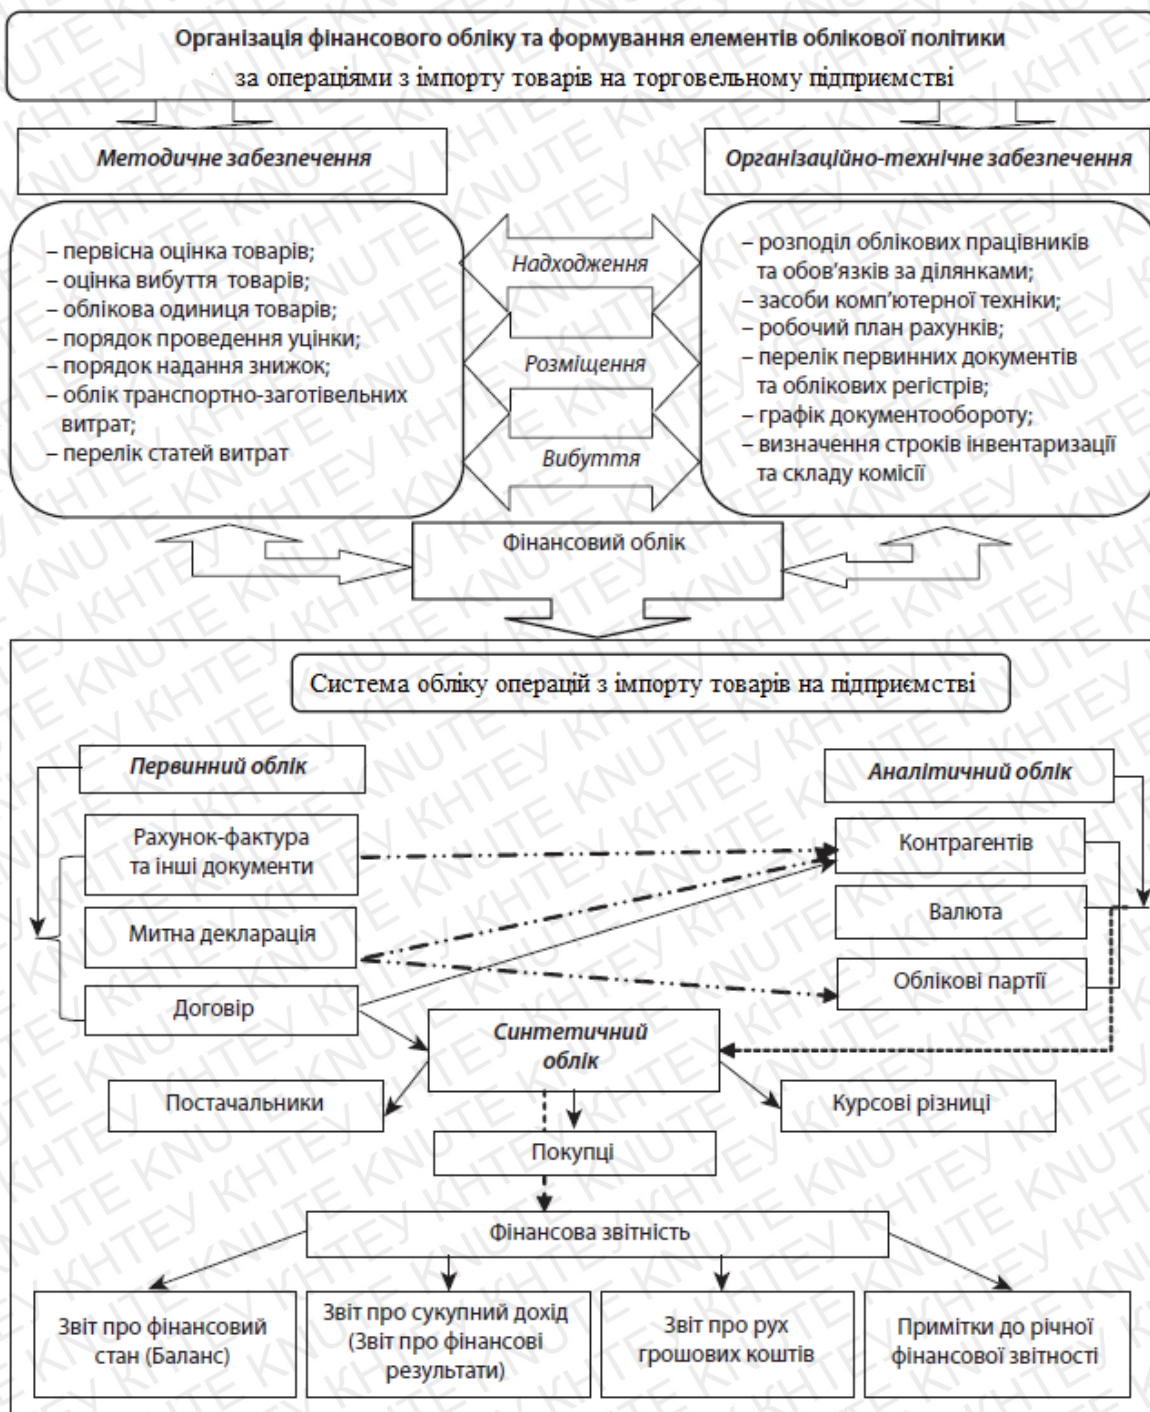 Організація фінансового обліку та формування елементів облікової політики
за операціями з імпорту товарів на торговельному підприємстві
Методичне забезпечення
Організаційно-технічне забезпечення
– первісна оцінка товарів;
– оцінка вибуття товарів;
– облікова одиниця товарів;
– порядок проведення уцінки;
– порядок надання знижок;
– облік транспортно-заготівельних
витрат;
– перелік статей витрат
Надходження
Розміщення
Вибуття
– розподіл облікових працівників
та обов’язків за ділянками;
– засоби комп’ютерної техніки;
– робочий план рахунків;
– перелік первинних документів
та облікових регістрів;
– графік документообороту;
– визначення строків інвентаризації
та складу комісії
Фінансовий облік
Система обліку операцій з імпорту товарів на підприємстві
Первинний облік
Аналітичний облік
Рахунок-фактура
та інші документи
Контрагентів
Митна декларація
Валюта
Договір
Облікові партії
Синтетичний
облік
Постачальники
Курсові різниці
Покупці
Фінансова звітність
Звіт про фінансовий
стан (Баланс)
Звіт про сукупний дохід
(Звіт про фінансові
результати)
Звіт про рух
грошових коштів
Примітки до річної
фінансової звітності
KNUTE КНТЕУ